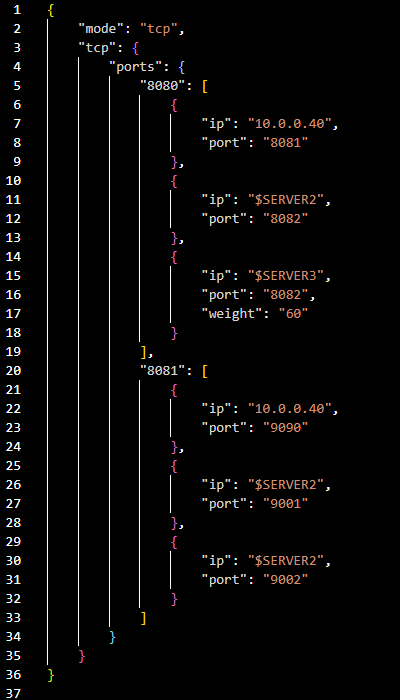 1 {
2     "mode": "tcp",
3     "tcp": {
4         "ports": {
5             "8080": [
6                 {
7                     "ip": "10.0.0.40",
8                     "port": "8081"
9                 },
10                 {
11                     "ip": "$SERVER2",
12                     "port": "8082"
13                 },
14                 {
15                     "ip": "$SERVER3",
16                     "port": "8082",
17                     "weight": "60"
18                 }
19             ],
20             "8081": [
21                 {
22                     "ip": "10.0.0.40",
23                     "port": "9090"
24                 },
25                 {
26                     "ip": "$SERVER2",
27                     "port": "9001"
28                 },
29                 {
30                     "ip": "$SERVER2",
31                     "port": "9002"
32                 }
33             ]
34         }
35     }
36 }
37